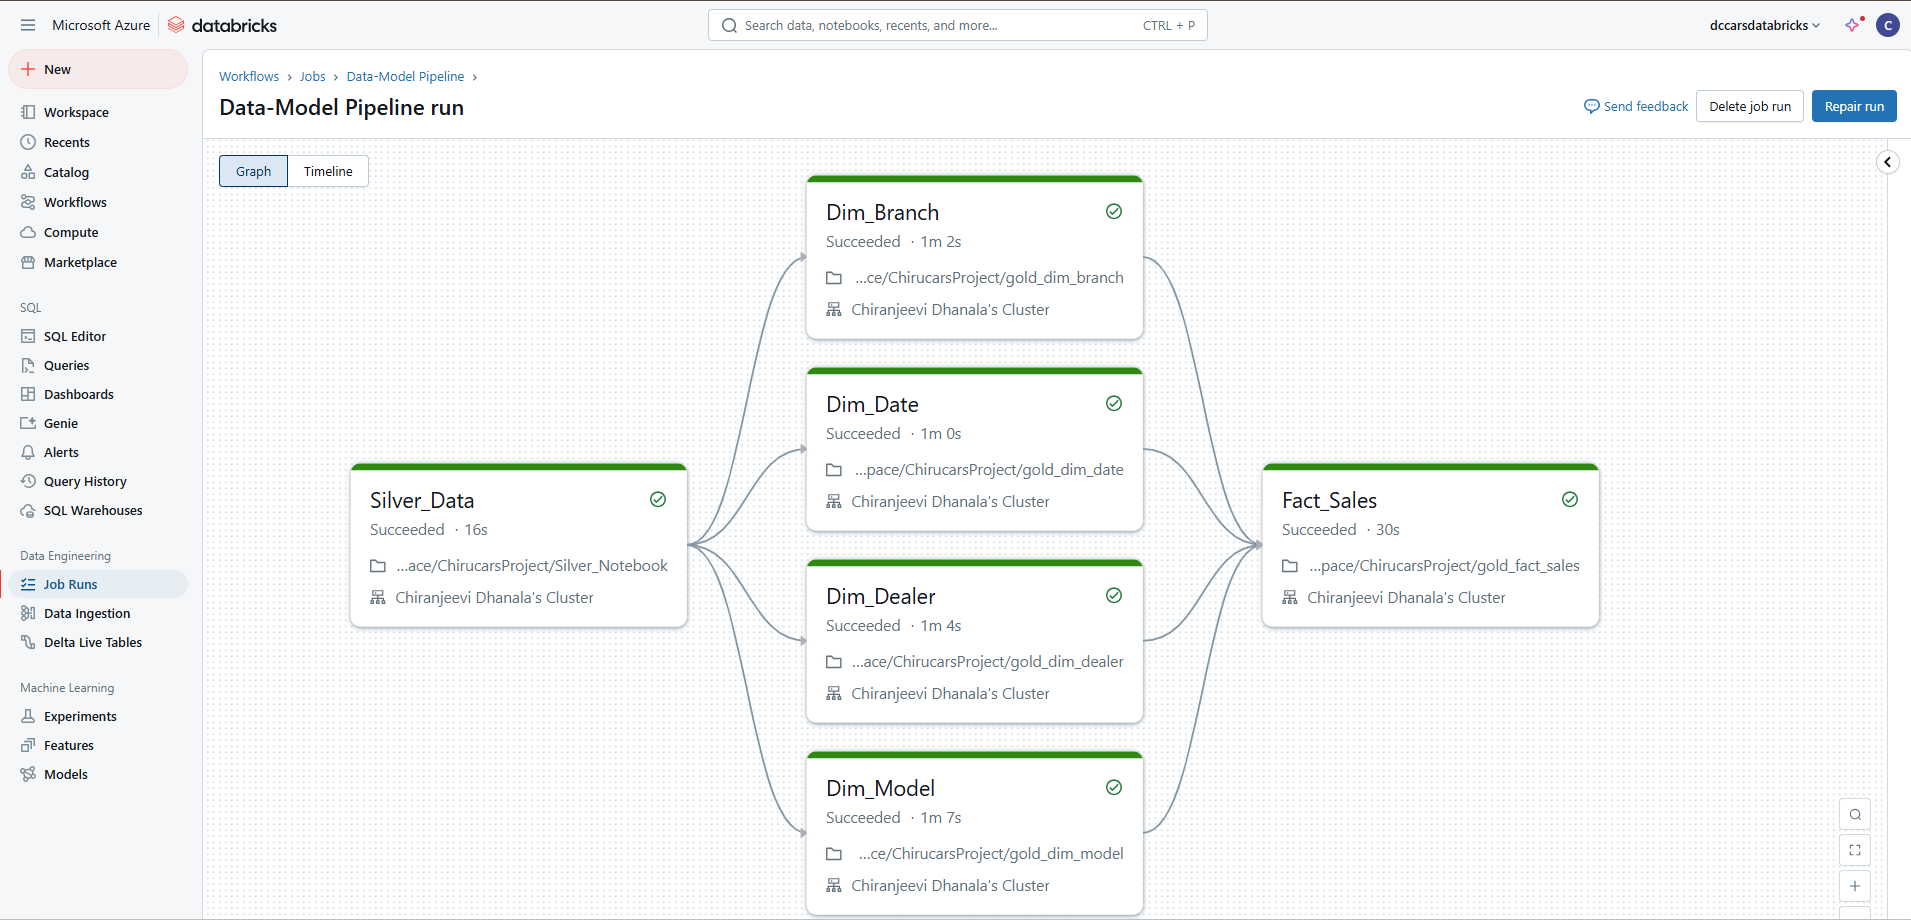 Microsoft Azure databricks
Search data, notebooks, recents, and more... CTRL + P
dccarsdatabricks
C
New
Workspace
Recents
Catalog
Workflows
Compute
Marketplace
SQL
SQL Editor
Queries
Dashboards
Genie
Alerts
Query History
SQL Warehouses
Data Engineering
Job Runs
Data Ingestion
Delta Live Tables
Machine Learning
Experiments
Features
Models
Workflows › Jobs › Data-Model Pipeline ›
Data-Model Pipeline run
Send feedback
Delete job run
Repair run
Graph
Timeline
Silver_Data
Succeeded · 16s
...ace/ChirucarsProject/Silver_Notebook
Chiranjeevi Dhanala's Cluster
Dim_Branch
Succeeded · 1m 2s
...ce/ChirucarsProject/gold_dim_branch
Chiranjeevi Dhanala's Cluster
Dim_Date
Succeeded · 1m 0s
...pace/ChirucarsProject/gold_dim_date
Chiranjeevi Dhanala's Cluster
Dim_Dealer
Succeeded · 1m 4s
...ace/ChirucarsProject/gold_dim_dealer
Chiranjeevi Dhanala's Cluster
Dim_Model
Succeeded · 1m 7s
...ce/ChirucarsProject/gold_dim_model
Chiranjeevi Dhanala's Cluster
Fact_Sales
Succeeded · 30s
...pace/ChirucarsProject/gold_fact_sales
Chiranjeevi Dhanala's Cluster